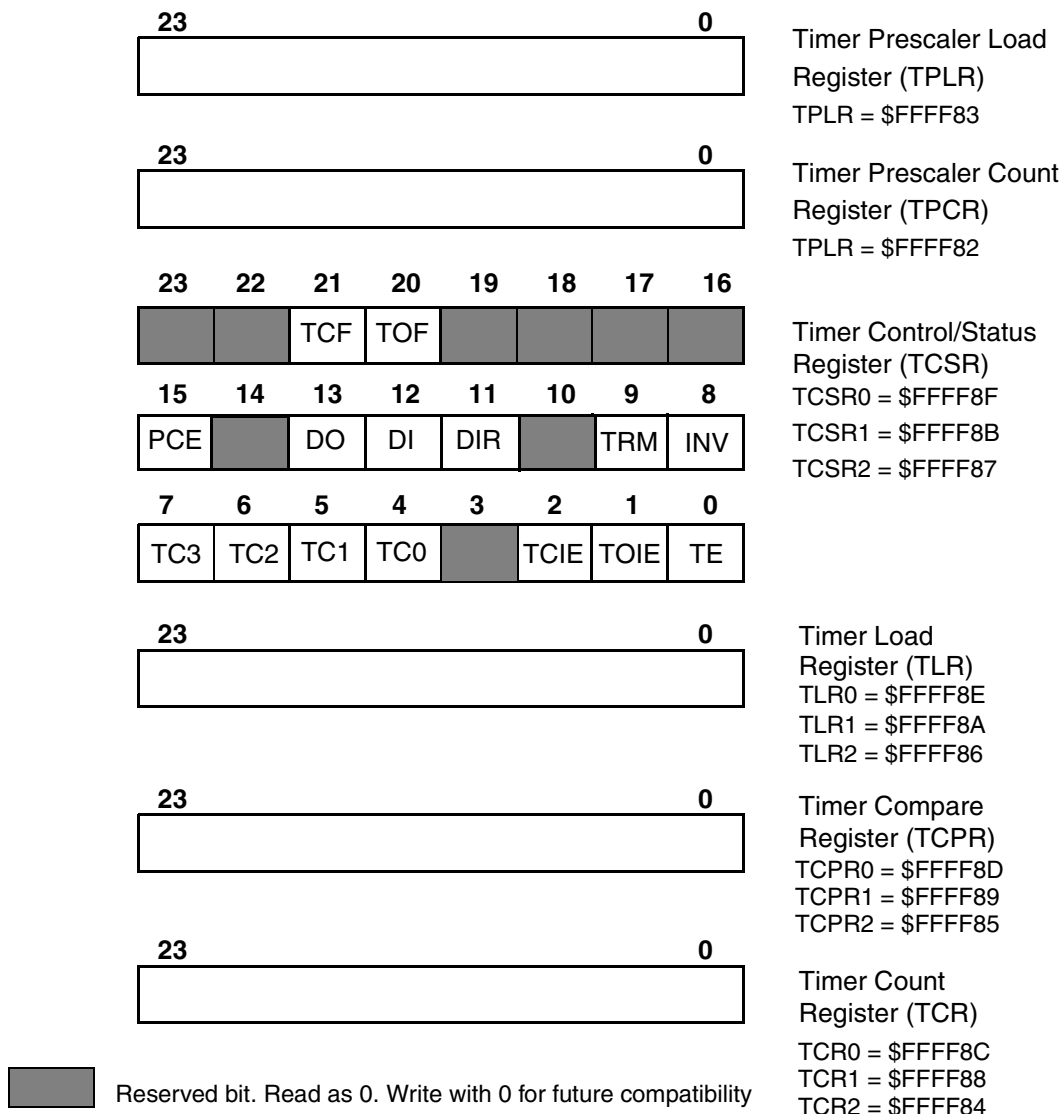 23 0
Timer Prescaler Load
Register (TPLR)
TPLR = $FFFF83
23 0
Timer Prescaler Count
Register (TPCR)
TPLR = $FFFF82
23 22 21 20 19 18 17 16
TCF TOF
Timer Control/Status
Register (TCSR)
TCSR0 = $FFFF8F
TCSR1 = $FFFF8B
TCSR2 = $FFFF87
15 14 13 12 11 10 9 8
PCE DO DI DIR TRM INV
7 6 5 4 3 2 1 0
TC3 TC2 TC1 TC0 TCIE TOIE TE
23 0
Timer Load
Register (TLR)
TLR0 = $FFFF8E
TLR1 = $FFFF8A
TLR2 = $FFFF86
23 0
Timer Compare
Register (TCPR)
TCPR0 = $FFFF8D
TCPR1 = $FFFF89
TCPR2 = $FFFF85
23 0
Timer Count
Register (TCR)
TCR0 = $FFFF8C
TCR1 = $FFFF88
TCR2 = $FFFF84
Reserved bit. Read as 0. Write with 0 for future compatibility